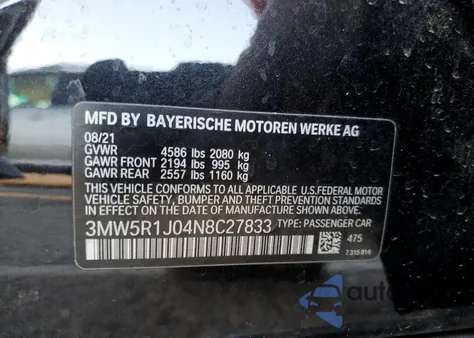 MFD BY BAYERISCHE MOTOREN WERKE AG
08/21
GVWR 4586 lbs 2080 kg
GAWR FRONT 2194 lbs 995 kg
GAWR REAR 2557 lbs 1160 kg
THIS VEHICLE CONFORMS TO ALL APPLICABLE U.S.FEDERAL MOTOR
VEHICLE SAFETY, BUMPER AND THEFT PREVENTION STANDARDS
IN EFFECT ON THE DATE OF MANUFACTURE SHOWN ABOVE.
3MW5R1J04N8C27833 TYPE: PASSENGER CAR
475
7 315 814